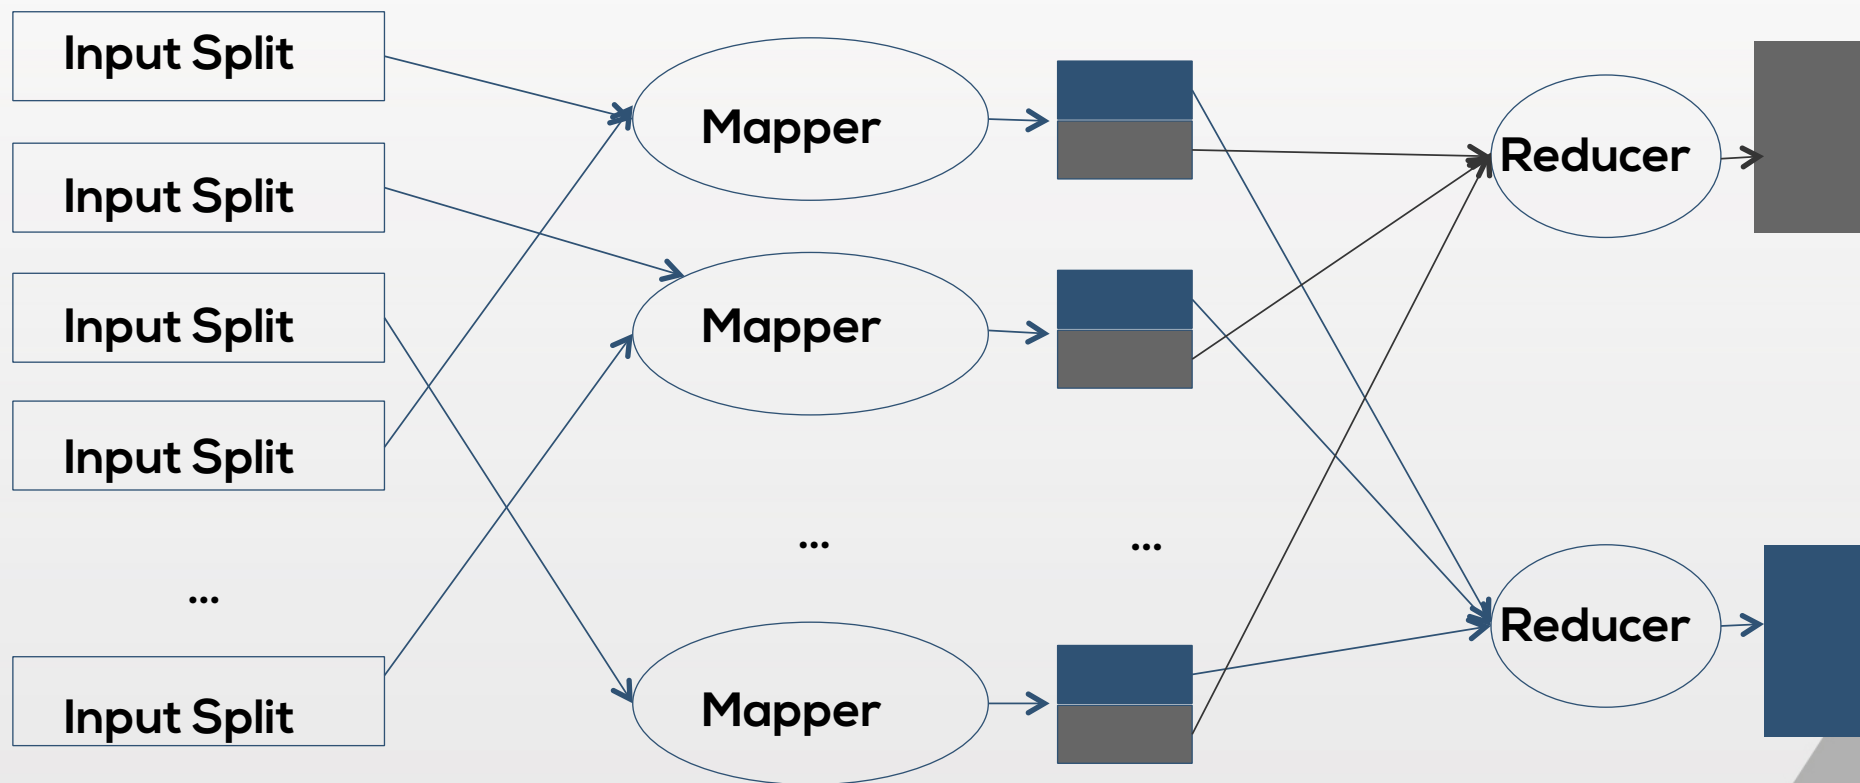 Input Split
Input Split
Input Split
Input Split
...
Input Split
Mapper
Mapper
...
Mapper
...
Reducer
Reducer